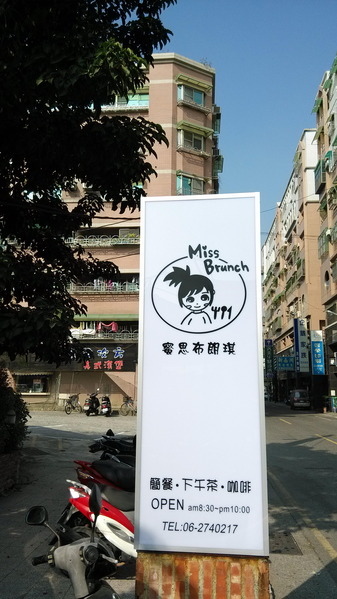 Miss
Brunch
蜜思布朗琪
簡餐·下午茶·咖啡
OPEN am8:30~pm10:00
TEL:06-2740217